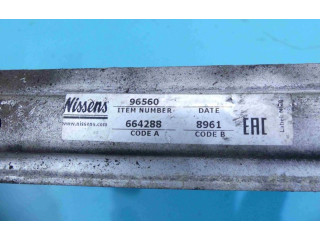 Nissens
www.nissens.com
96560
ITEM NUMBER DATE
664288 8961
CODE A CODE B
EAC